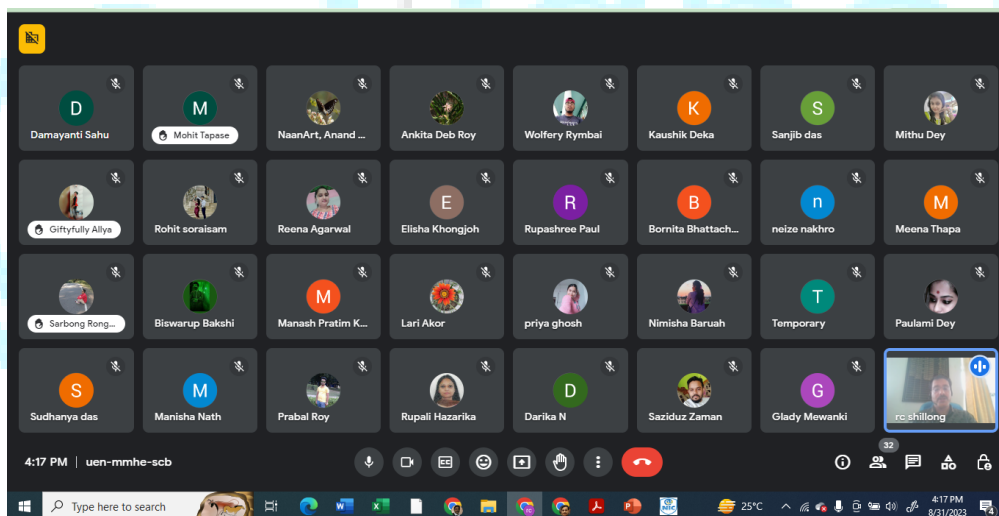 D
M
K
S
Damayanti Sahu
Mohit Tapase
NaanArt, Anand ...
Ankita Deb Roy
Wolfery Rymbai
Kaushik Deka
Sanjib das
Mithu Dey
E
R
B
n
M
Giftyfully Allya
Rohit soraisam
Reena Agarwal
Elisha Khongjoh
Rupashree Paul
Bornita Bhattach...
neize nakhro
Meena Thapa
M
T
Sarbong Rong...
Biswarup Bakshi
Manash Pratim K...
Lari Akor
priya ghosh
Nimisha Baruah
Temporary
Paulami Dey
S
M
D
G
Sudhanya das
Manisha Nath
Prabal Roy
Rupali Hazarika
Darika N
Saziduz Zaman
Glady Mewanki
rc shillong
4:17 PM | uen-mmhe-scb
CC
32
Type here to search
25°C
4:17 PM
8/31/2023